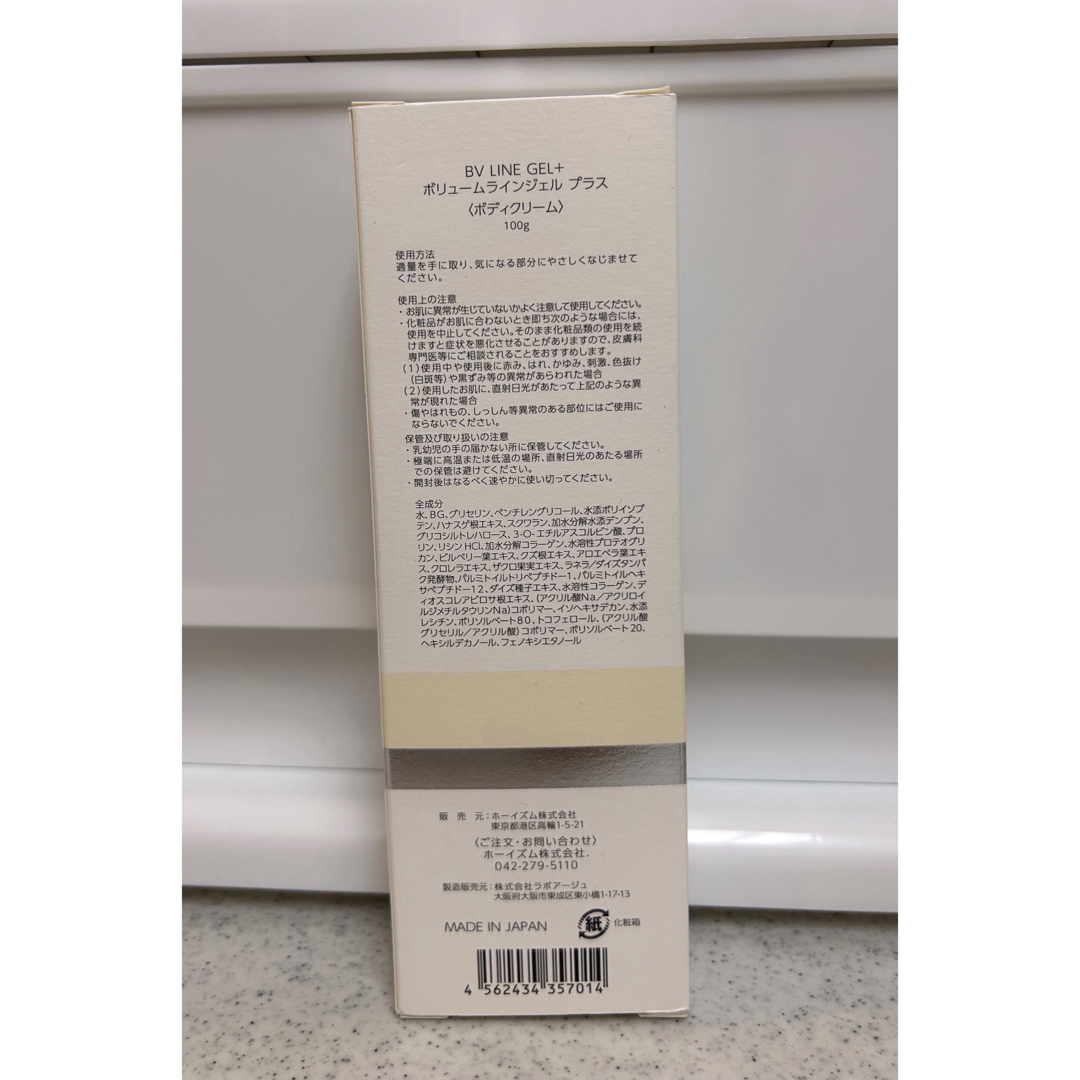 BV LINE GEL+
ボリュームラインジェル プラス
〈ボディクリーム〉
100g
使用方法
適量を手に取り、気になる部分にやさしくなじませて
ください。
使用上の注意
・お肌に異常が生じていないかよく注意して使用してください。
・化粧品がお肌に合わないとき即ち次のような場合には、
使用を中止してください。そのまま化粧品類の使用を続
けますと症状を悪化させることがありますので、皮膚科
専門医等にご相談されることをおすすめします。
(1)使用中や使用後に赤み、はれ、かゆみ、刺激、色抜け
(白斑等)や黒ずみ等の異常があらわれた場合
(2)使用したお肌に、直射日光があたって上記のような異
常が現れた場合
・傷やはれもの、しっしん等異常のある部位にはご使用に
ならないでください。
保管及び取り扱いの注意
・乳幼児の手の届かない所に保管してください。
・極端に高温または低温の場所、直射日光のあたる場所
での保管は避けてください。
・開封後はなるべく速やかに使い切ってください。
全成分
水、BG、グリセリン、ペンチレングリコール、水添ポリイソブ
テン、ハナスゲ根エキス、スクワラン、加水分解水添デンプン、
グリコシルトレハロース、3-O-エチルアスコルビン酸、プロ
リン、リシンHCl、加水分解コラーゲン、水溶性プロテオグリ
カン、ビルベリー葉エキス、クズ根エキス、アロエベラ葉エキ
ス、クロレラエキス、ザクロ果実エキス、ラネラ/ダイズタンパ
ク発酵物、パルミトイルトリペプチド-1、パルミトイルヘキ
サペプチド-12、ダイズ種子エキス、水溶性コラーゲン、デ
ィオスコレアビロサ根エキス、(アクリル酸Na/アクリロイ
ルジメチルタウリンNa)コポリマー、イソヘキサデカン、水添
レシチン、ポリソルベート80、トコフェロール、(アクリル酸
グリセリル/アクリル酸)コポリマー、ポリソルベート20、
ヘキシルデカノール、フェノキシエタノール
販 売 元:ホーイズム株式会社
東京都港区高輪1-5-21
〈ご注文・お問い合わせ〉
ホーイズム株式会社.
042-279-5110
製造販売元:株式会社ラボアージュ
大阪府大阪市東成区東小橋1-17-13
MADE IN JAPAN
紙 化粧箱
4 562434 357014